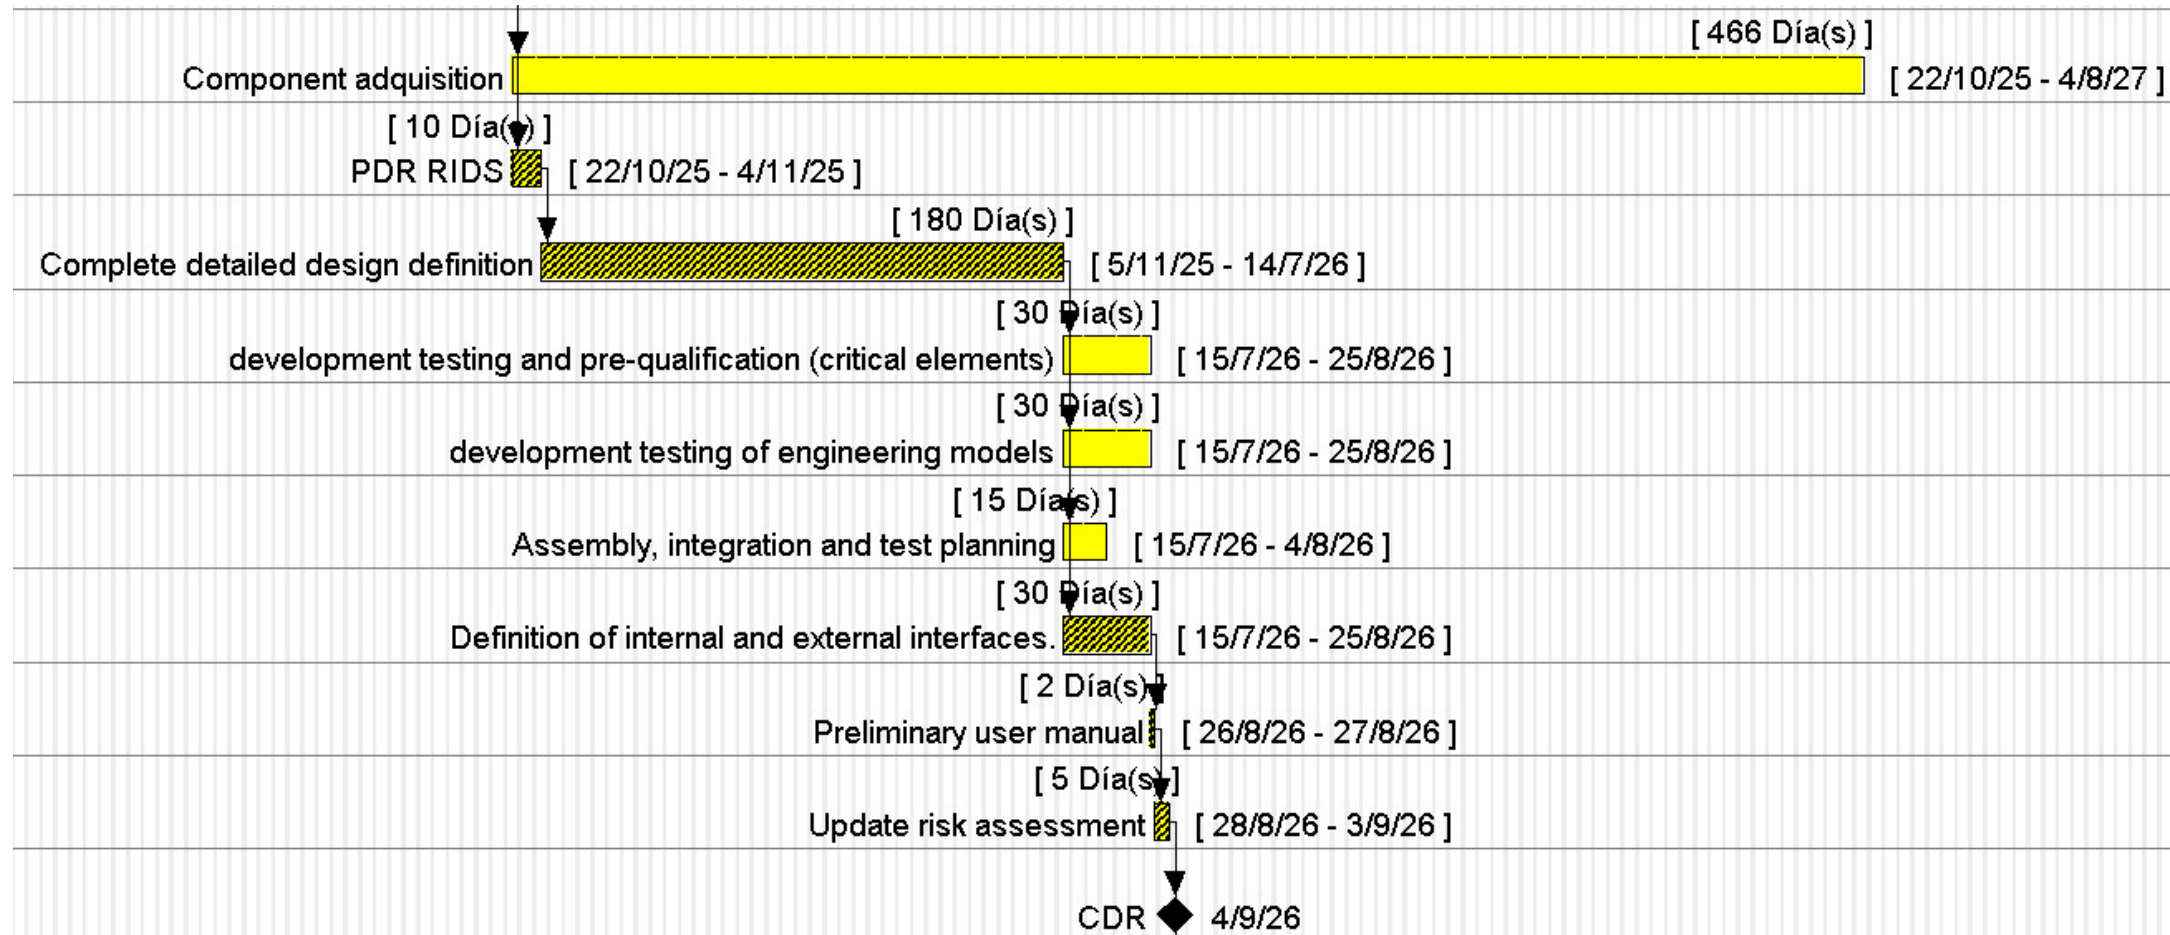 [ 466 Día(s) ]
Component adquisition [ 22/10/25 - 4/8/27 ]
[ 10 Día(s) ]
PDR RIDS [ 22/10/25 - 4/11/25 ]
[ 180 Día(s) ]
Complete detailed design definition [ 5/11/25 - 14/7/26 ]
[ 30 Día(s) ]
development testing and pre-qualification (critical elements) [ 15/7/26 - 25/8/26 ]
[ 30 Día(s) ]
development testing of engineering models [ 15/7/26 - 25/8/26 ]
[ 15 Día(s) ]
Assembly, integration and test planning [ 15/7/26 - 4/8/26 ]
[ 30 Día(s) ]
Definition of internal and external interfaces. [ 15/7/26 - 25/8/26 ]
[ 2 Día(s) ]
Preliminary user manual [ 26/8/26 - 27/8/26 ]
[ 5 Día(s) ]
Update risk assessment [ 28/8/26 - 3/9/26 ]
CDR 4/9/26